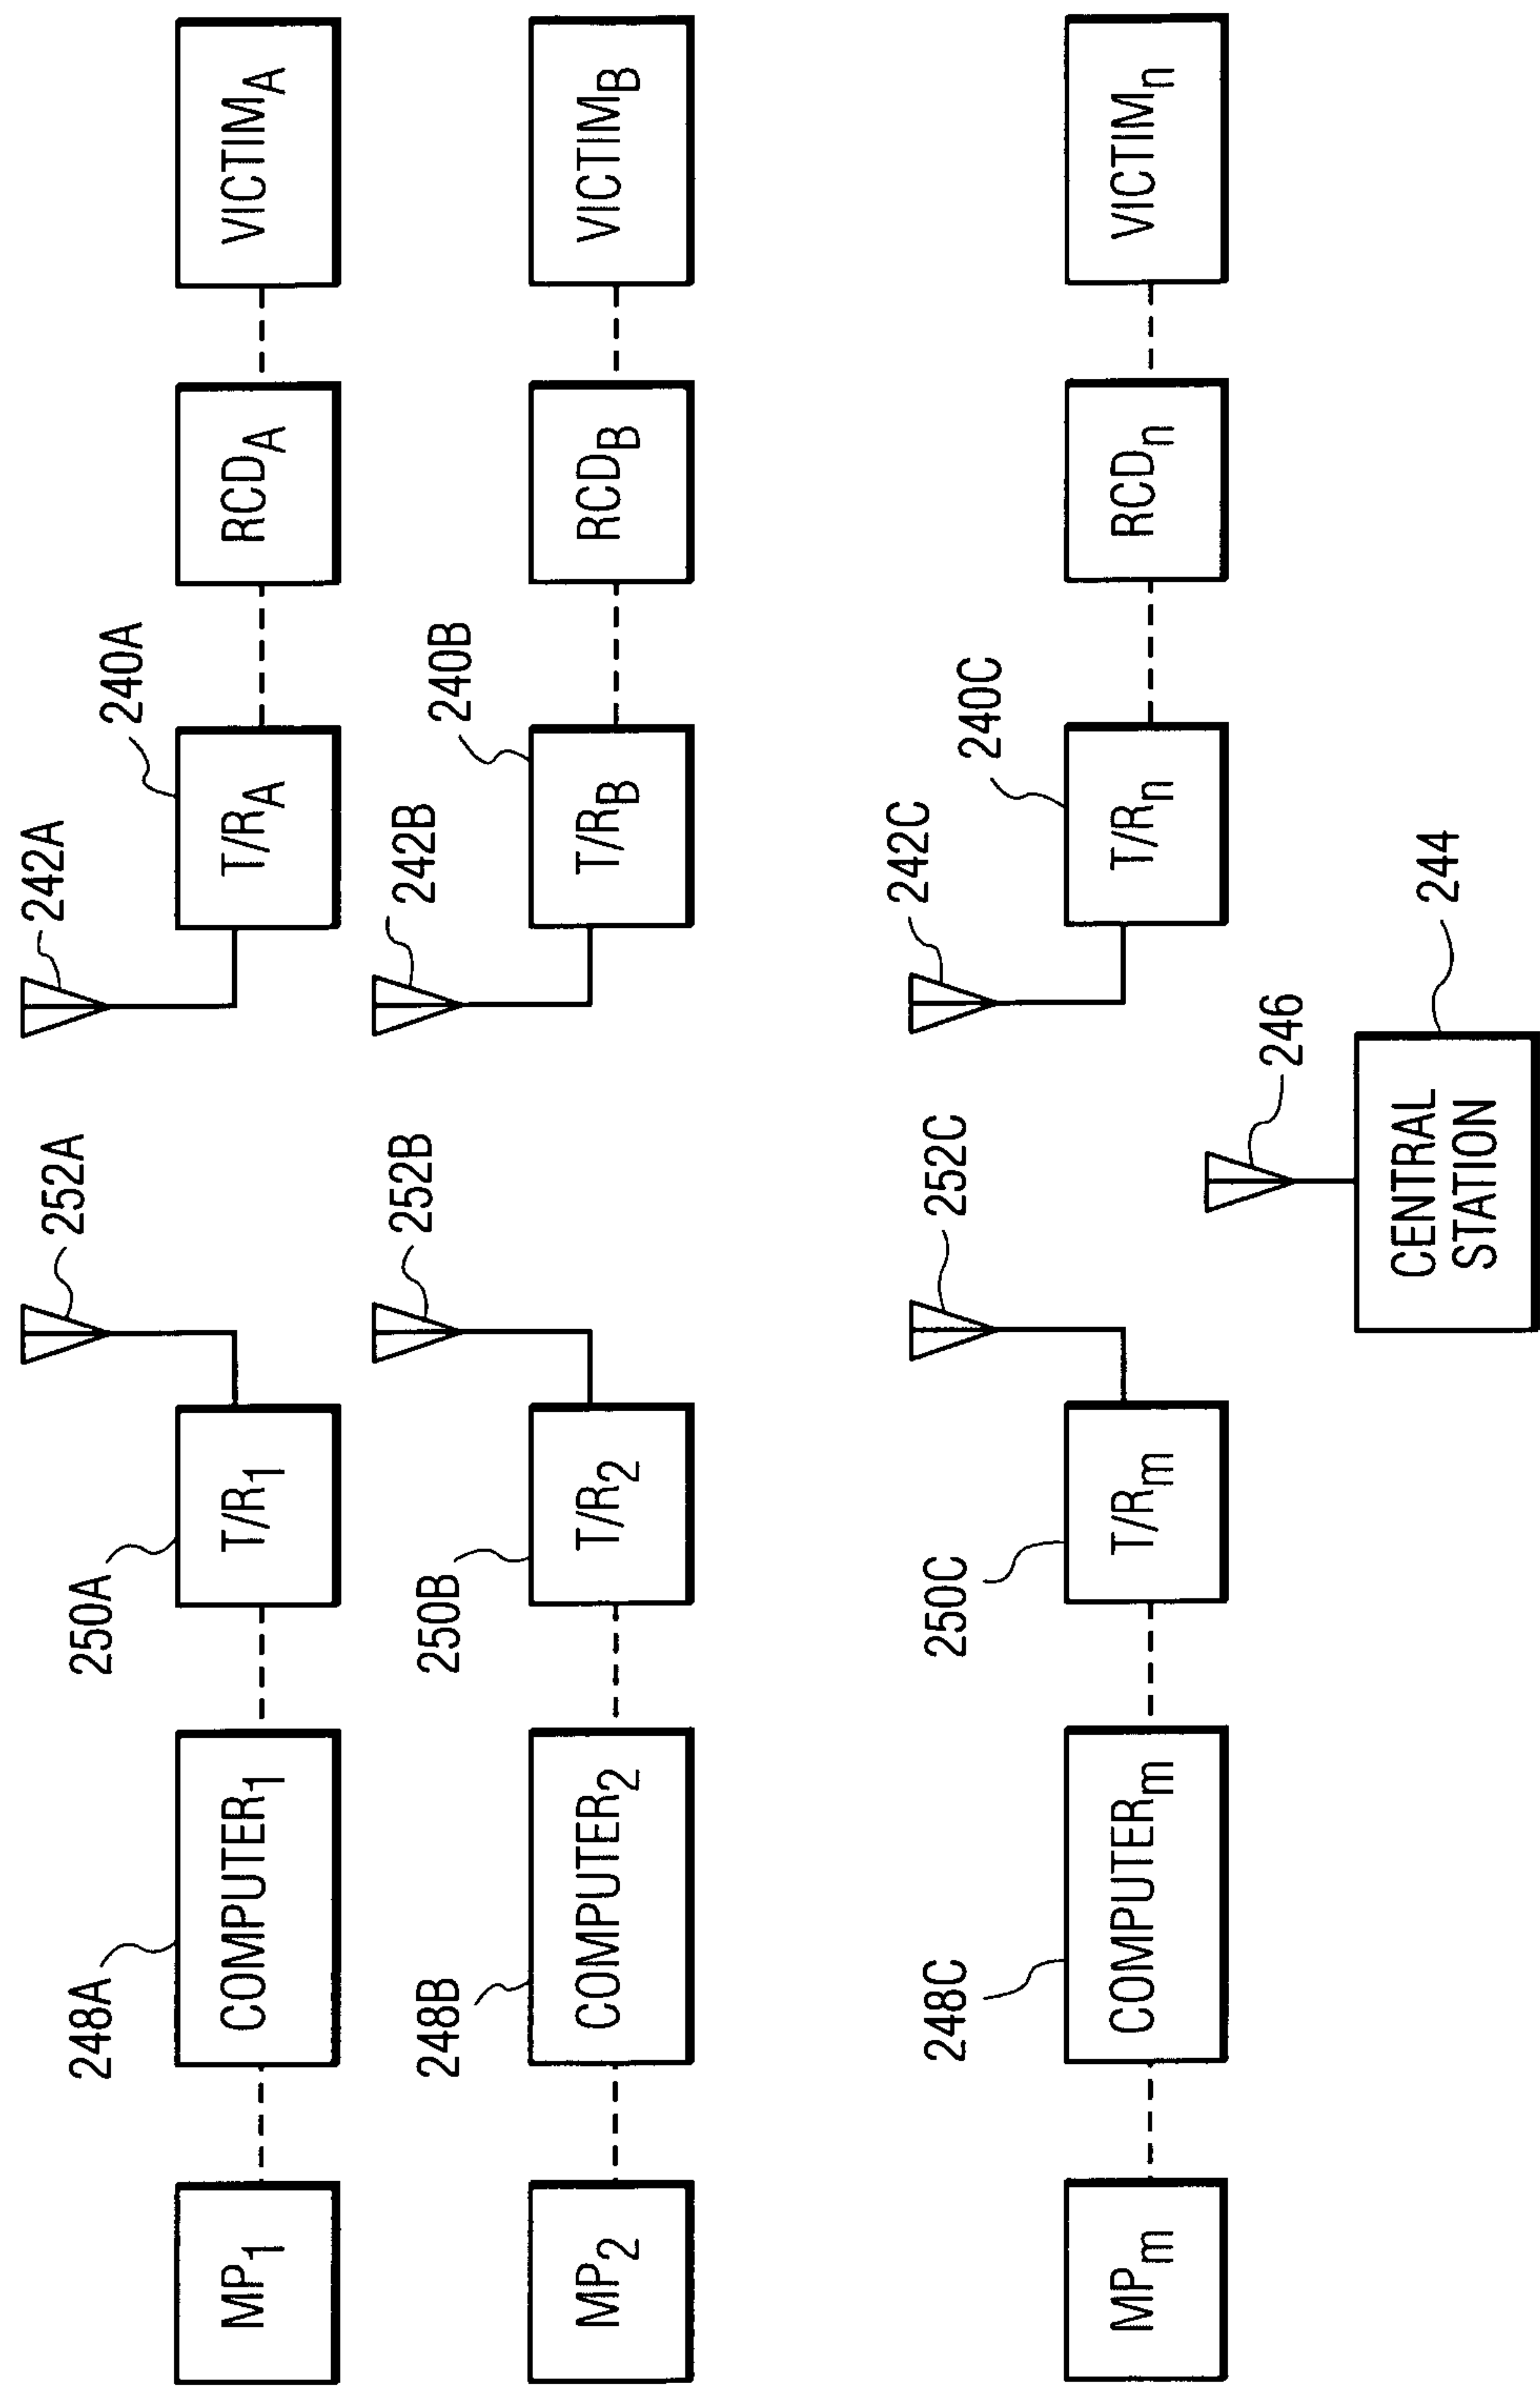 252A
242A
248A
250A
240A
MP1
COMPUTER1
T/R1
T/RA
RCDA
VICTIMA
252B
242B
248B
250B
240B
MP2
COMPUTER2
T/R2
T/RB
RCDB
VICTIMB
252C
242C
248C
250C
240C
MPm
COMPUTERm
T/Rm
T/Rn
RCDn
VICTIMn
246
244
CENTRAL
STATION